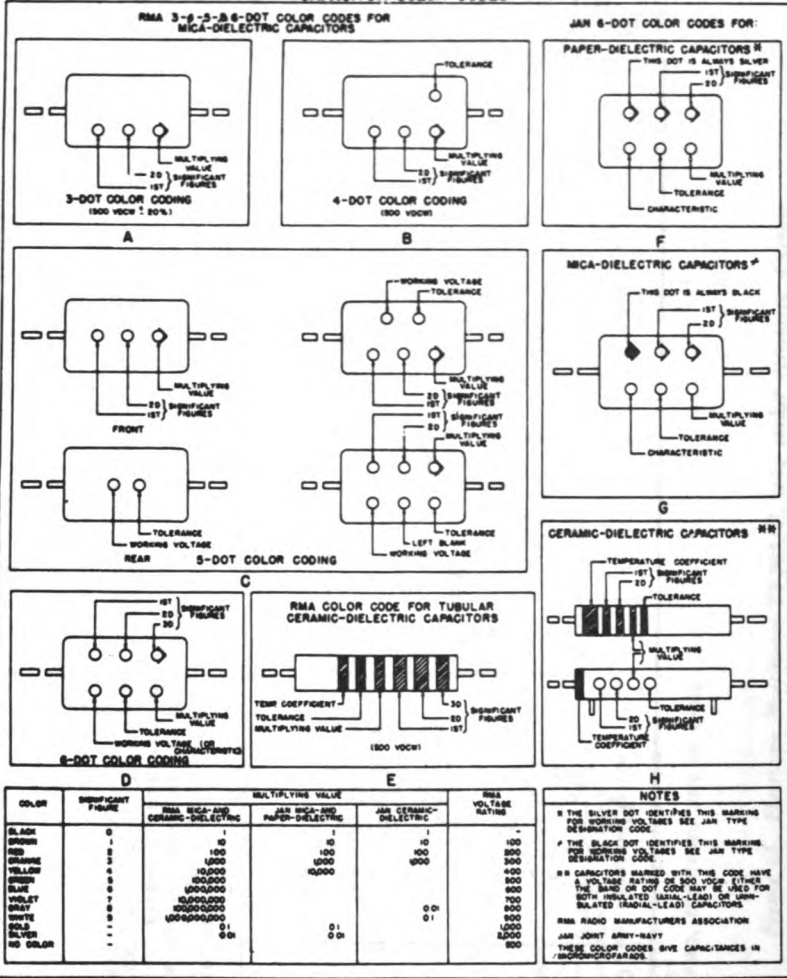 RMA 3-, 5-, & 6-DOT COLOR CODES FOR
MICA-DIELECTRIC CAPACITORS
TOLERANCE
MULTIPLYING
VALUE
2D
1ST
SIGNIFICANT
FIGURES
3-DOT COLOR CODING
(500 VDCW ± 20%)
A
MULTIPLYING
VALUE
2D
1ST
SIGNIFICANT
FIGURES
4-DOT COLOR CODING
(500 VDCW)
B
JAN 6-DOT COLOR CODES FOR:
PAPER-DIELECTRIC CAPACITORS *
THIS DOT IS ALWAYS SILVER
1ST
2D
SIGNIFICANT
FIGURES
MULTIPLYING
VALUE
TOLERANCE
CHARACTERISTIC
F
MULTIPLYING
VALUE
2D
1ST
SIGNIFICANT
FIGURES
FRONT
TOLERANCE
WORKING VOLTAGE
REAR
WORKING VOLTAGE
TOLERANCE
MULTIPLYING
VALUE
2D
1ST
SIGNIFICANT
FIGURES
1ST
2D
SIGNIFICANT
FIGURES
MULTIPLYING
VALUE
TOLERANCE
LEFT BLANK
WORKING VOLTAGE
5-DOT COLOR CODING
C
MICA-DIELECTRIC CAPACITORS ≠
THIS DOT IS ALWAYS BLACK
1ST
2D
SIGNIFICANT
FIGURES
MULTIPLYING
VALUE
TOLERANCE
CHARACTERISTIC
G
1ST
2D
3D
SIGNIFICANT
FIGURES
MULTIPLYING
VALUE
TOLERANCE
WORKING VOLTAGE (OR
CHARACTERISTIC)
6-DOT COLOR CODING
D
RMA COLOR CODE FOR TUBULAR
CERAMIC-DIELECTRIC CAPACITORS
TEMP COEFFICIENT
TOLERANCE
MULTIPLYING VALUE
3D
2D
1ST
SIGNIFICANT
FIGURES
(500 VDCW)
E
CERAMIC-DIELECTRIC CAPACITORS **
TEMPERATURE COEFFICIENT
1ST
2D
SIGNIFICANT
FIGURES
TOLERANCE
MULTIPLYING
VALUE
TOLERANCE
2D
1ST
SIGNIFICANT
FIGURES
TEMPERATURE
COEFFICIENT
H
COLOR SIGNIFICANT FIGURE MULTIPLYING VALUE RMA VOLTAGE RATING
RMA MICA-AND CERAMIC-DIELECTRIC JAN MICA-AND PAPER-DIELECTRIC JAN CERAMIC-DIELECTRIC
BLACK 0 1 1 1 -
BROWN 1 10 10 10 100
RED 2 100 100 100 200
ORANGE 3 1,000 1,000 1,000 300
YELLOW 4 10,000 10,000 400
GREEN 5 500
BLUE 6 1,000,000 600
VIOLET 7 10,000,000 700
GRAY 8 100,000,000 0.01 800
WHITE 9 1,000,000,000 0.1 900
GOLD - 0.1 0.1 1,000
SILVER - 0.01 0.01 2,000
NO COLOR - 500
NOTES
* THE SILVER DOT IDENTIFIES THIS MARKING
FOR WORKING VOLTAGES SEE JAN TYPE
DESIGNATION CODE.
≠ THE BLACK DOT IDENTIFIES THIS MARKING
FOR WORKING VOLTAGES SEE JAN TYPE
DESIGNATION CODE.
** CAPACITORS MARKED WITH THIS CODE HAVE
A VOLTAGE RATING OF 500 VDCW EITHER
THE BAND OR DOT CODE MAY BE USED FOR
BOTH INSULATED (AXIAL-LEAD) OR UNIN-
SULATED (RADIAL-LEAD) CAPACITORS
RMA RADIO MANUFACTURERS ASSOCIATION
JAN JOINT ARMY-NAVY
THESE COLOR CODES GIVE CAPACITANCES IN
MICROMICROFARADS.